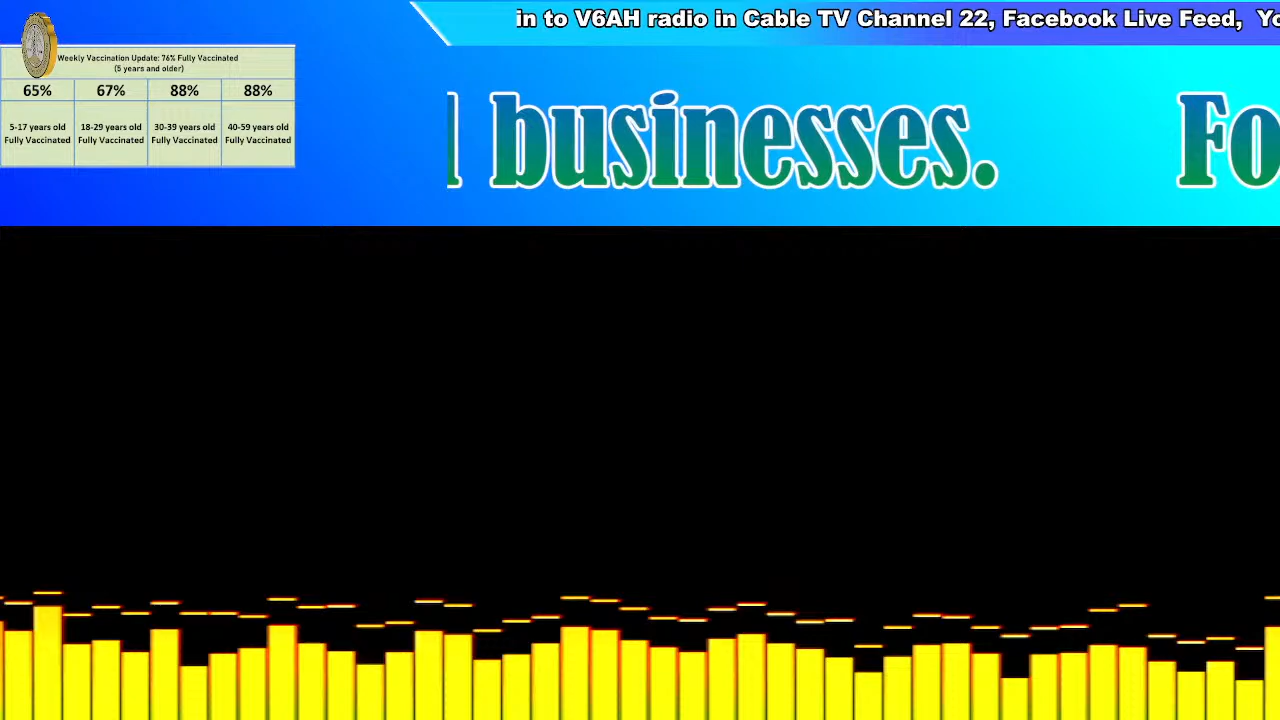 in to V6AH radio in Cable TV Channel 22, Facebook Live Feed,
Weekly Vaccination Update: 76% Fully Vaccinated
(5 years and older)
65% 67% 88% 88%
5-17 years old 18-29 years old 30-39 years old 40-59 years old
Fully Vaccinated Fully Vaccinated Fully Vaccinated Fully Vaccinated
businesses. Fo